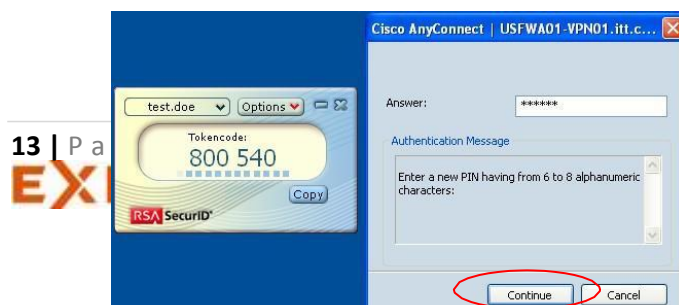 Cisco AnyConnect | USFWA01-VPN01.itt.c...
test.doe
Options
Answer:
******
Tokencode:
800 540
Authentication Message
13 | P a
Enter a new PIN having from 6 to 8 alphanumeric
characters:
Copy
RSA SecurID®
Continue
Cancel